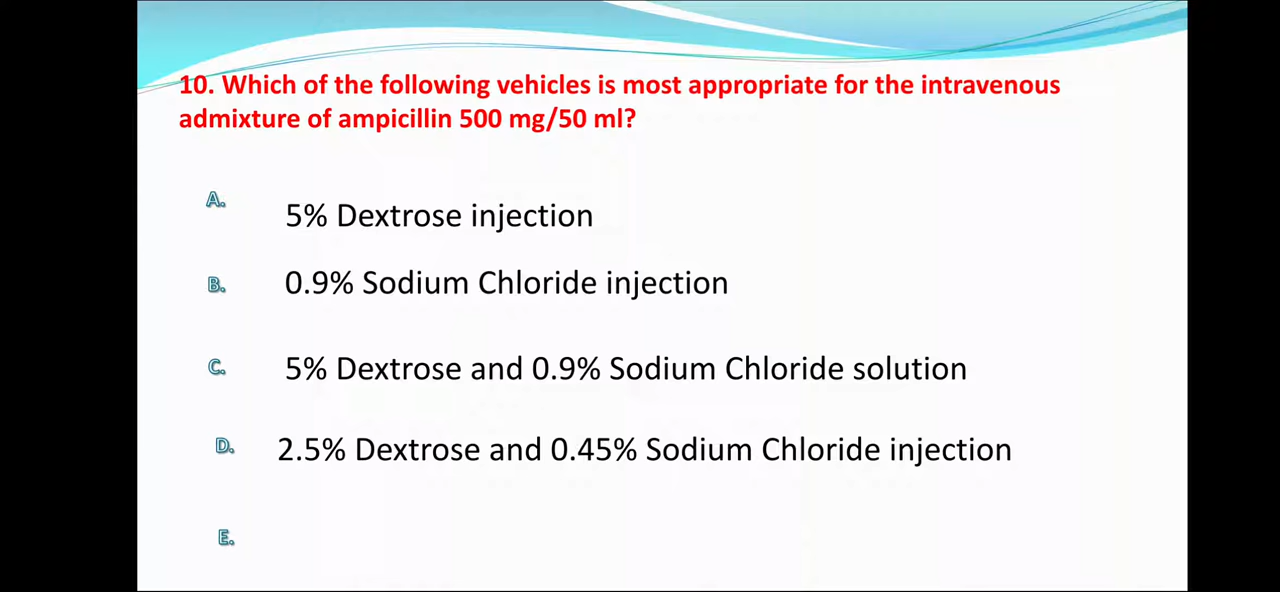 10. Which of the following vehicles is most appropriate for the intravenous
admixture of ampicillin 500 mg/50 ml?
A. 5% Dextrose injection
B. 0.9% Sodium Chloride injection
C. 5% Dextrose and 0.9% Sodium Chloride solution
D. 2.5% Dextrose and 0.45% Sodium Chloride injection
E.